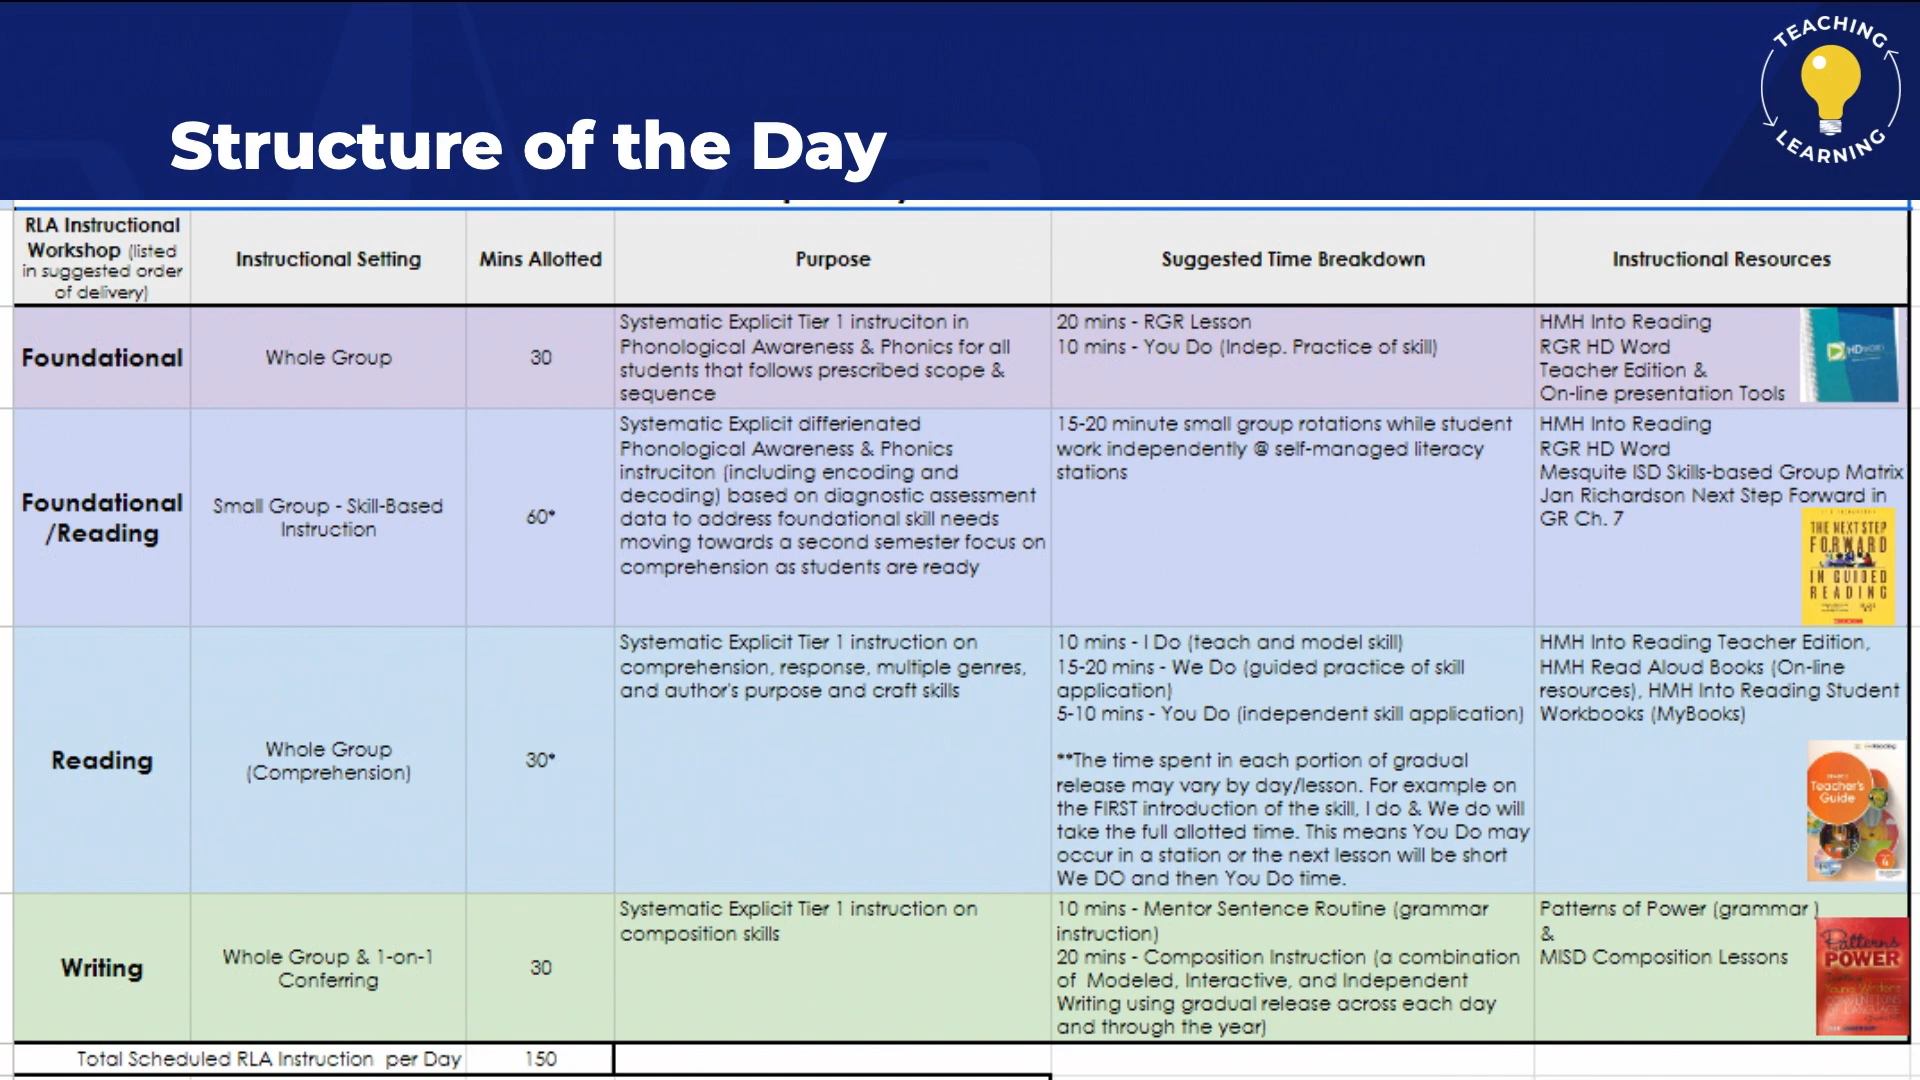 TEACHING
LEARNING
Structure of the Day
RLA Instructional
Workshop (listed
in suggested order
of delivery)
Instructional Setting
Mins Allotted
Purpose
Suggested Time Breakdown
Instructional Resources
Foundational
Whole Group
30
Systematic Explicit Tier 1 instruciton in
Phonological Awareness & Phonics for all
students that follows prescribed scope &
sequence
20 mins - RGR Lesson
10 mins - You Do (Indep. Practice of skill)
HMH Into Reading
RGR HD Word
Teacher Edition &
On-line presentation Tools
HD WORD
Foundational
/Reading
Small Group - Skill-Based
Instruction
60*
Systematic Explicit differienated
Phonological Awareness & Phonics
instruciton (including encoding and
decoding) based on diagnostic assessment
data to address foundational skill needs
moving towards a second semester focus on
comprehension as students are ready
15-20 minute small group rotations while student
work independently @ self-managed literacy
stations
HMH Into Reading
RGR HD Word
Mesquite ISD Skills-based Group Matrix
Jan Richardson Next Step Forward in
GR Ch. 7
THE NEXT STEP
FORWARD
IN GUIDED
READING
Reading
Whole Group
(Comprehension)
30*
Systematic Explicit Tier 1 instruction on
comprehension, response, multiple genres,
and author's purpose and craft skills
10 mins - I Do (teach and model skill)
15-20 mins - We Do (guided practice of skill
application)
5-10 mins - You Do (independent skill application)
**The time spent in each portion of gradual
release may vary by day/lesson. For example on
the FIRST introduction of the skill, I do & We do will
take the full allotted time. This means You Do may
occur in a station or the next lesson will be short
We DO and then You Do time.
HMH Into Reading Teacher Edition,
HMH Read Aloud Books (On-line
resources), HMH Into Reading Student
Workbooks (MyBooks)
Teacher's
Guide
Writing
Whole Group & 1-on-1
Conferring
30
Systematic Explicit Tier 1 instruction on
composition skills
10 mins - Mentor Sentence Routine (grammar
instruction)
20 mins - Composition Instruction (a combination
of Modeled, Interactive, and Independent
Writing using gradual release across each day
and through the year)
Patterns of Power (grammar )
&
MISD Composition Lessons
Patterns
POWER
Young Writers
CONVENTIONS
OF LANGUAGE
Total Scheduled RLA Instruction per Day
150